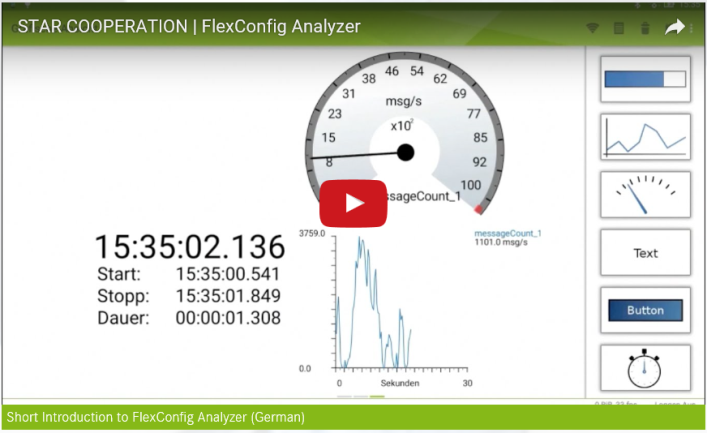 STAR COOPERATION | FlexConfig Analyzer
46 54
38 62
31 69
msg/s
23 77
x10²
15 85
8 92
100
ssageCount_1
15:35:02.136
Start: 15:35:00.541
Stopp: 15:35:01.849
Dauer: 00:00:01.308
3759.0
messageCount_1
1101.0 msg/s
0.0
0 Sekunden 30
Text
Button
Short Introduction to FlexConfig Analyzer (German)